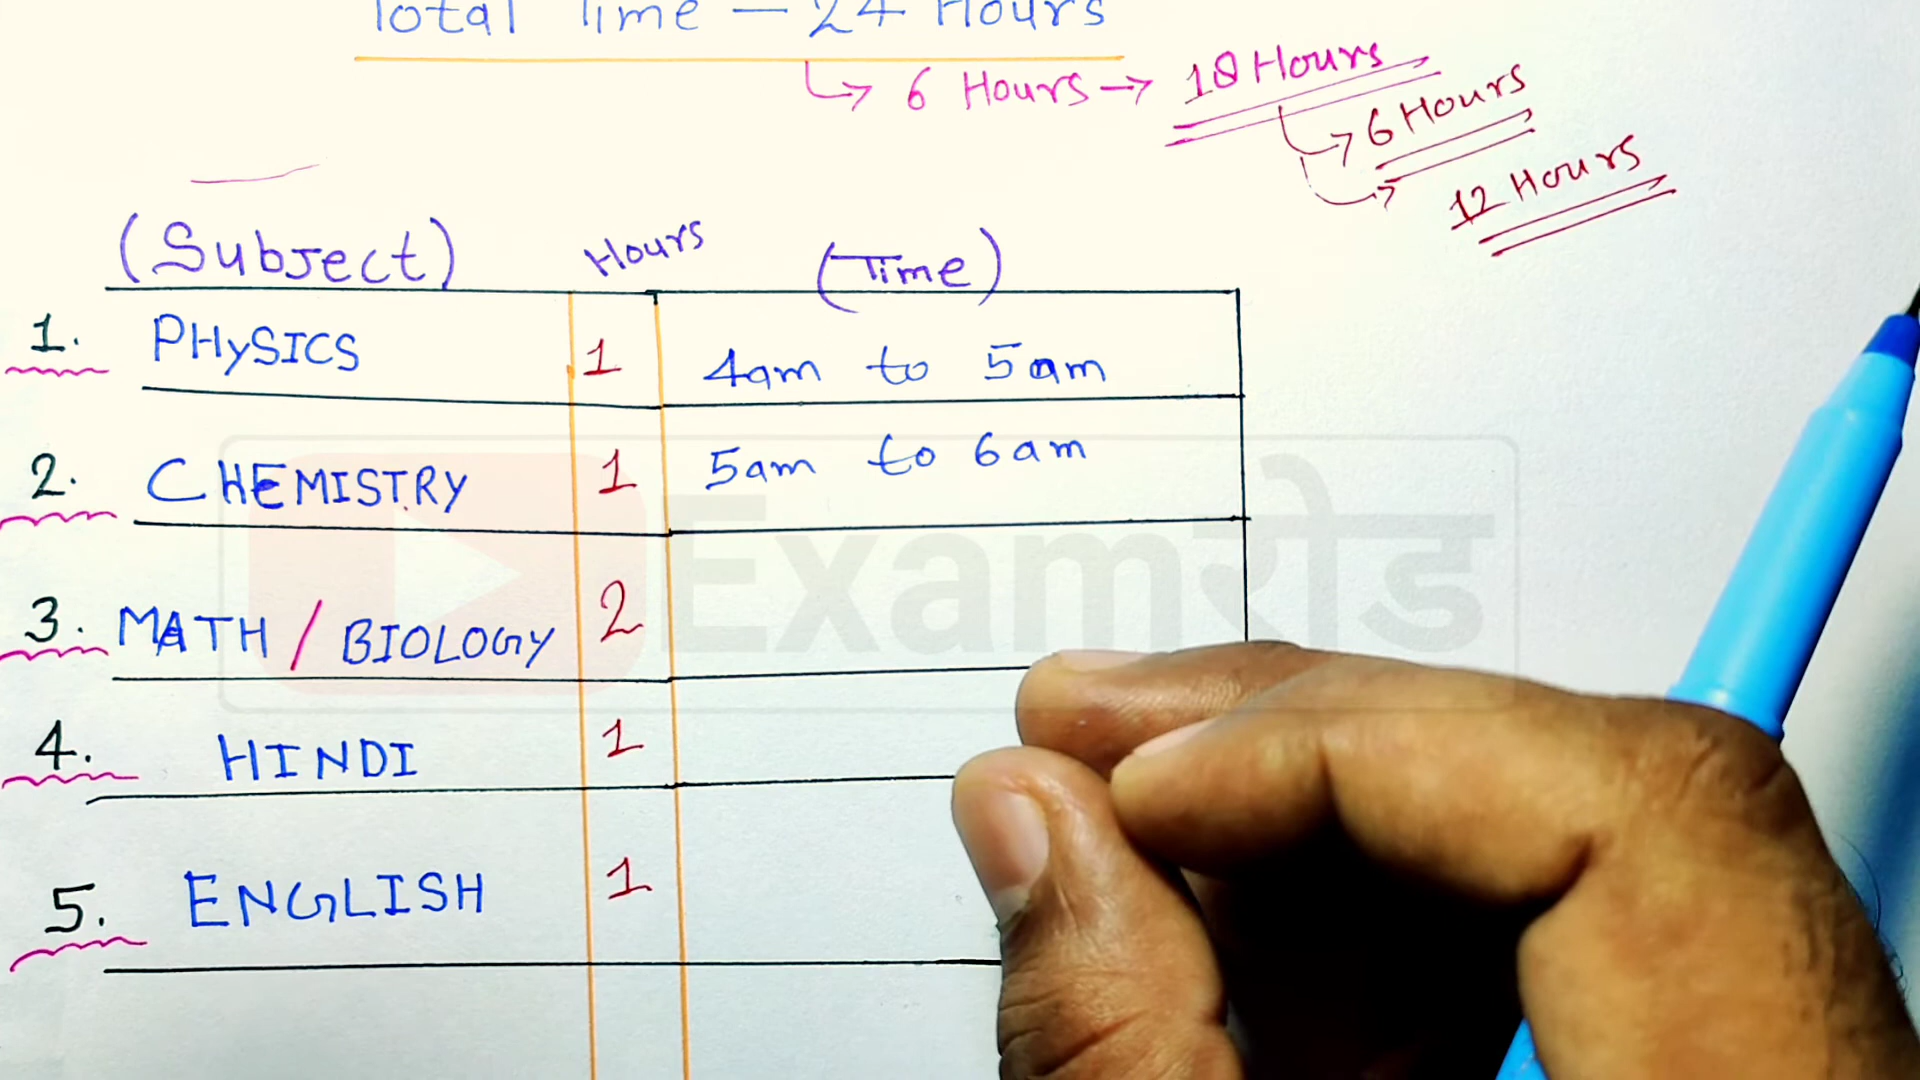 Total Time – 24 Hours
↳ 6 Hours → 18 Hours
→ 6 Hours
→ 12 Hours
(Subject) Hours (Time)
1. PHySICS 1 4am to 5am
2. CHEMISTRY 1 5am to 6am
3. MATH / BIOLOGY 2
4. HINDI 1
5. ENGLISH 1
Examरोड